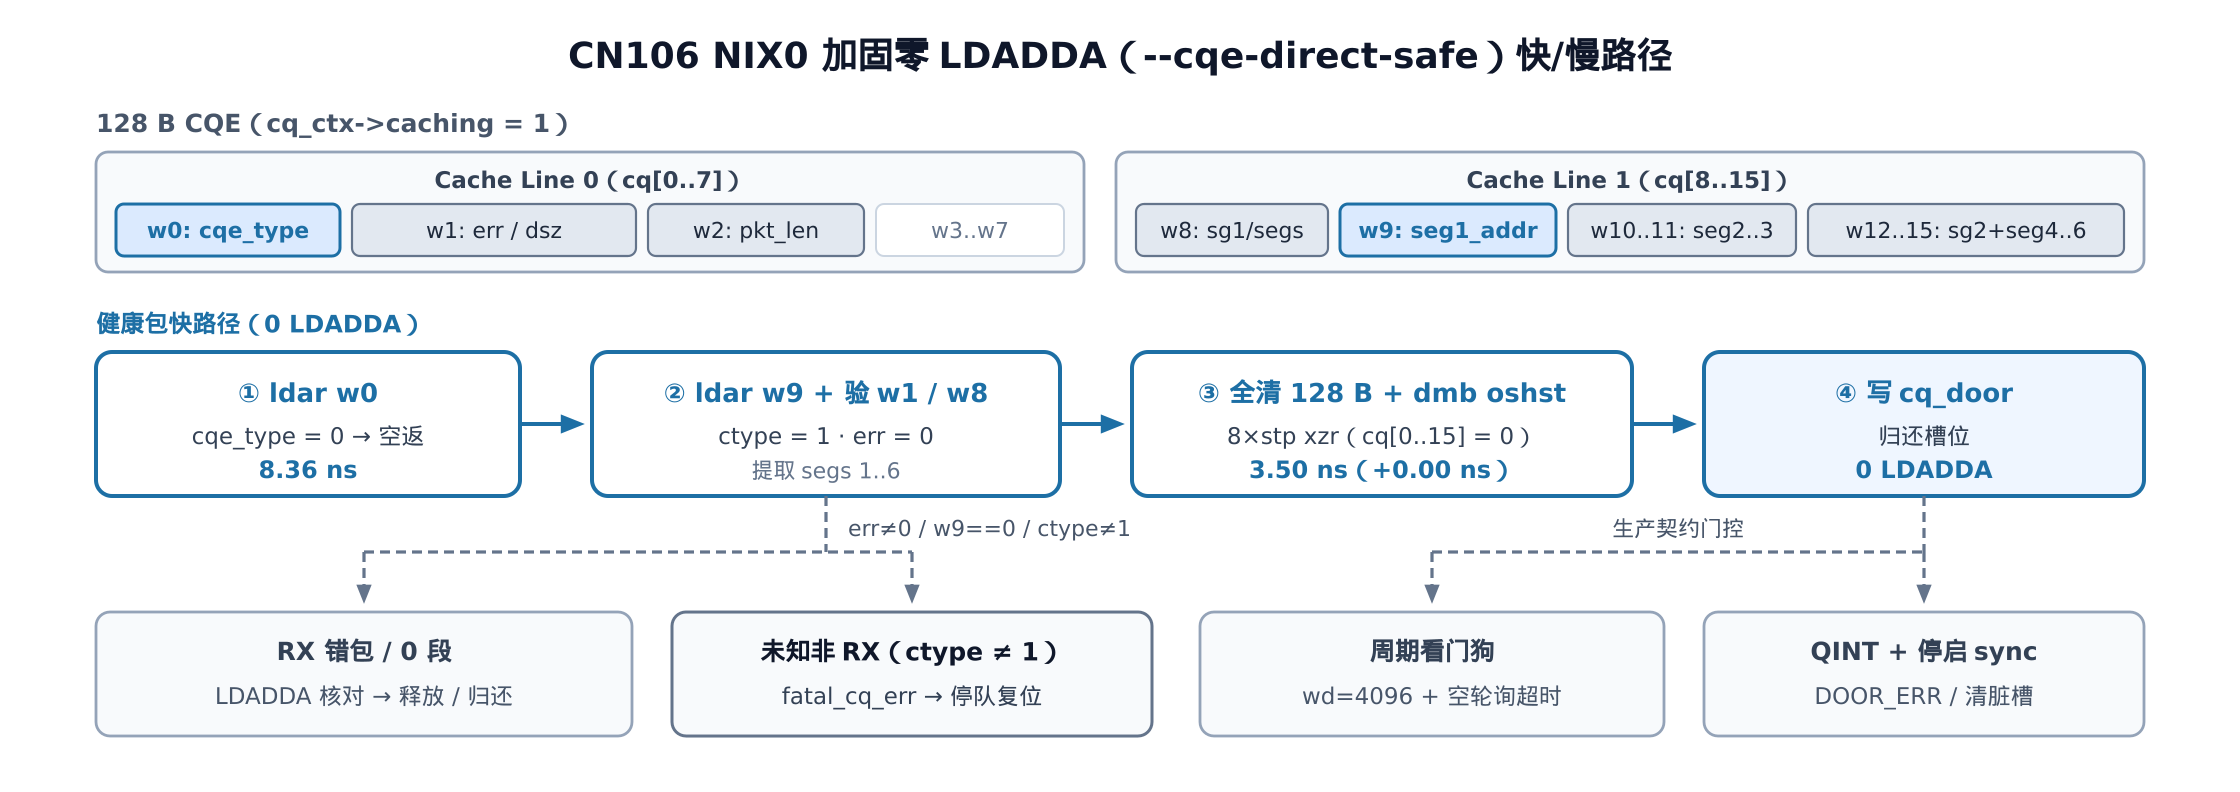 CN106 NIX0 加固零 LDADDA（--cqe-direct-safe）快/慢路径
128 B CQE（cq_ctx->caching = 1）
Cache Line 0（cq[0..7]）
w0: cqe_type
w1: err / dsz
w2: pkt_len
w3..w7
Cache Line 1（cq[8..15]）
w8: sg1/segs
w9: seg1_addr
w10..11: seg2..3
w12..15: sg2+seg4..6
健康包快路径（0 LDADDA）
① ldar w0
cqe_type = 0 → 空返
8.36 ns
② ldar w9 + 验 w1 / w8
ctype = 1 · err = 0
提取 segs 1..6
③ 全清 128 B + dmb oshst
8×stp xzr（cq[0..15] = 0）
3.50 ns（+0.00 ns）
④ 写 cq_door
归还槽位
0 LDADDA
err≠0 / w9==0 / ctype≠1
生产契约门控
RX 错包 / 0 段
LDADDA 核对 → 释放 / 归还
未知非 RX（ctype ≠ 1）
fatal_cq_err → 停队复位
周期看门狗
wd=4096 + 空轮询超时
QINT + 停启 sync
DOOR_ERR / 清脏槽